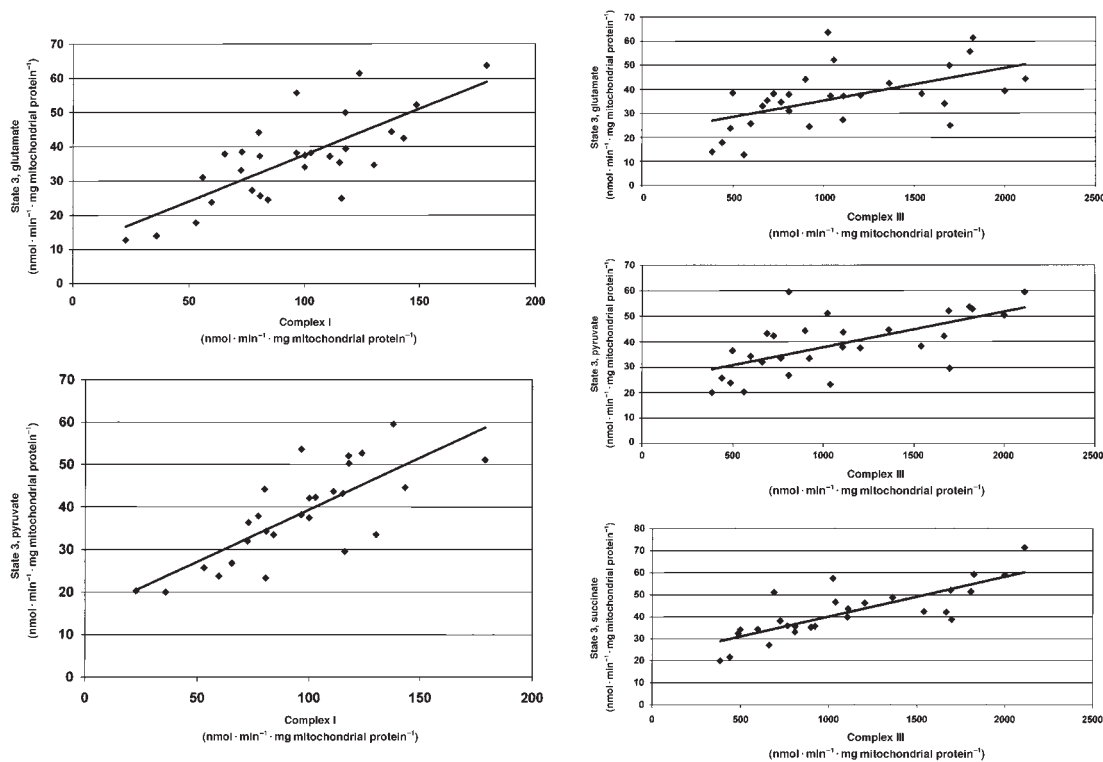 State 3, glutamate
(nmol · min⁻¹ · mg mitochondrial protein⁻¹)
70
60
50
40
30
20
10
0
0 50 100 150 200
Complex I
(nmol · min⁻¹ · mg mitochondrial protein⁻¹)
State 3, pyruvate
(nmol · min⁻¹ · mg mitochondrial protein⁻¹)
70
60
50
40
30
20
10
0
0 50 100 150 200
Complex I
(nmol · min⁻¹ · mg mitochondrial protein⁻¹)
State 3, glutamate
(nmol · min⁻¹ · mg mitochondrial protein⁻¹)
70
60
50
40
30
20
10
0
0 500 1000 1500 2000 2500
Complex III
(nmol · min⁻¹ · mg mitochondrial protein⁻¹)
State 3, pyruvate
(nmol · min⁻¹ · mg mitochondrial protein⁻¹)
70
60
50
40
30
20
10
0
0 500 1000 1500 2000 2500
Complex III
(nmol · min⁻¹ · mg mitochondrial protein⁻¹)
State 3, succinate
(nmol · min⁻¹ · mg mitochondrial protein⁻¹)
80
70
60
50
40
30
20
10
0
0 500 1000 1500 2000 2500
Complex III
(nmol · min⁻¹ · mg mitochondrial protein⁻¹)